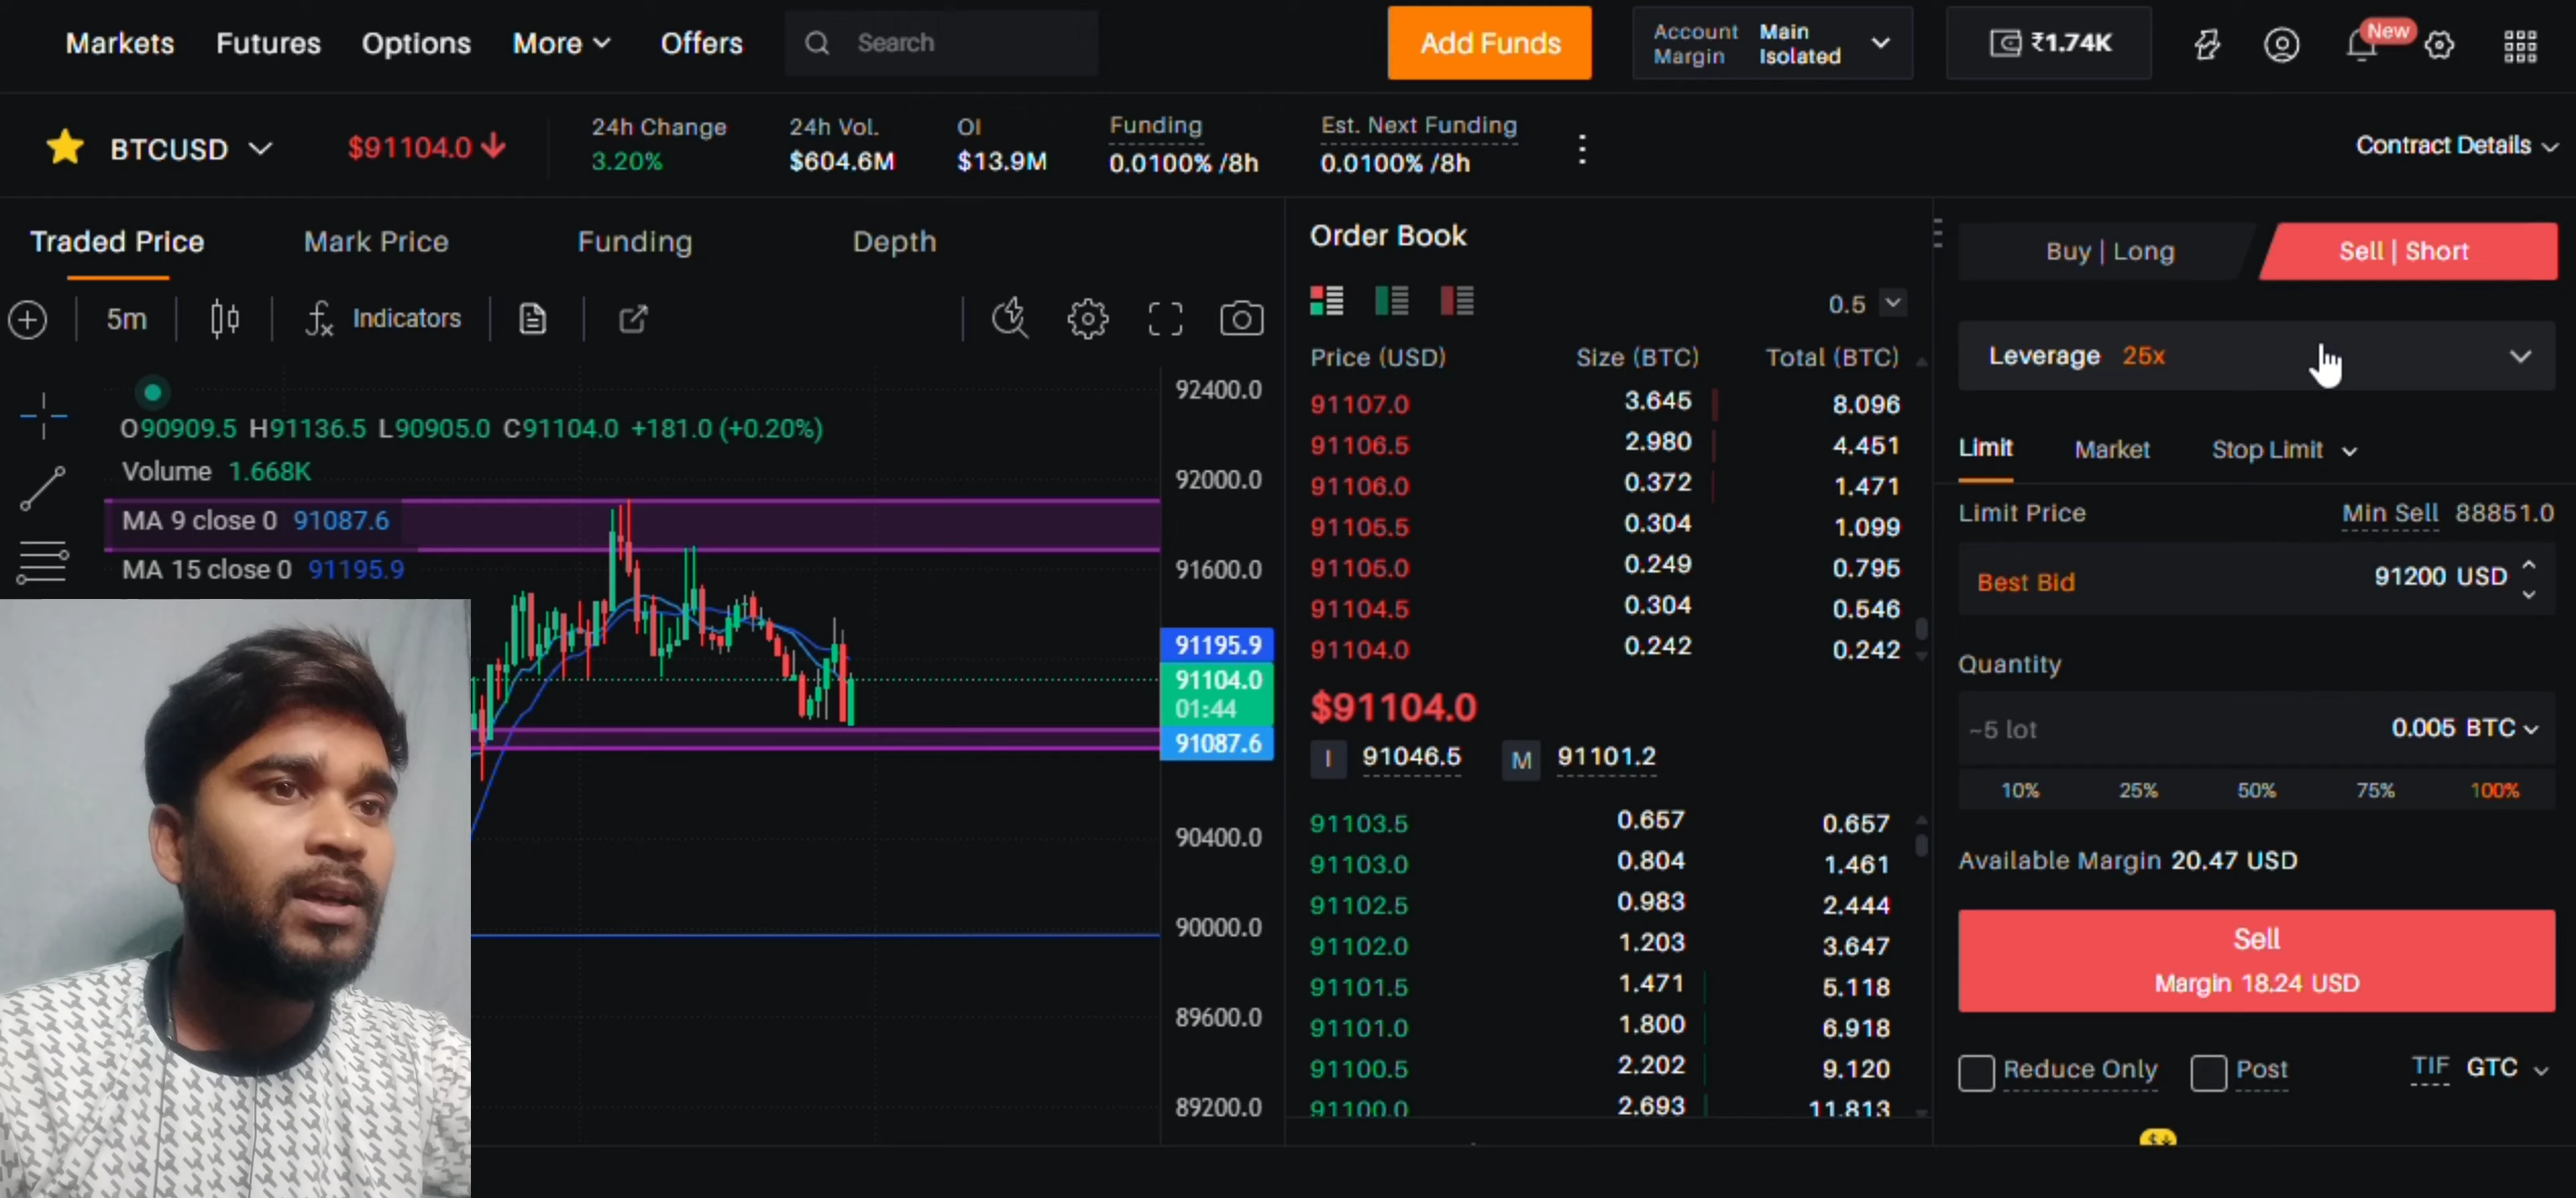 Markets Futures Options More Offers Search Add Funds Account Margin Main Isolated ₹1.74K New
BTCUSD $91104.0 24h Change 3.20% 24h Vol. $604.6M OI $13.9M Funding 0.0100% /8h Est. Next Funding 0.0100% /8h Contract Details
Traded Price Mark Price Funding Depth
5m fx Indicators
O90909.5 H91136.5 L90905.0 C91104.0 +181.0 (+0.20%)
Volume 1.668K
MA 9 close 0 91087.6
MA 15 close 0 91195.9
92400.0
92000.0
91600.0
91195.9
91104.0
01:44
91087.6
90400.0
90000.0
89600.0
89200.0
Order Book
0.5
Price (USD) Size (BTC) Total (BTC)
91107.0 3.645 8.096
91106.5 2.980 4.451
91106.0 0.372 1.471
91105.5 0.304 1.099
91105.0 0.249 0.795
91104.5 0.304 0.546
91104.0 0.242 0.242
$91104.0
I 91046.5 M 91101.2
91103.5 0.657 0.657
91103.0 0.804 1.461
91102.5 0.983 2.444
91102.0 1.203 3.647
91101.5 1.471 5.118
91101.0 1.800 6.918
91100.5 2.202 9.120
91100.0 2.693 11.813
Buy | Long Sell | Short
Leverage 25x
Limit Market Stop Limit
Limit Price Min Sell 88851.0
Best Bid 91200 USD
Quantity
~5 lot 0.005 BTC
10% 25% 50% 75% 100%
Available Margin 20.47 USD
Sell
Margin 18.24 USD
Reduce Only Post TIF GTC